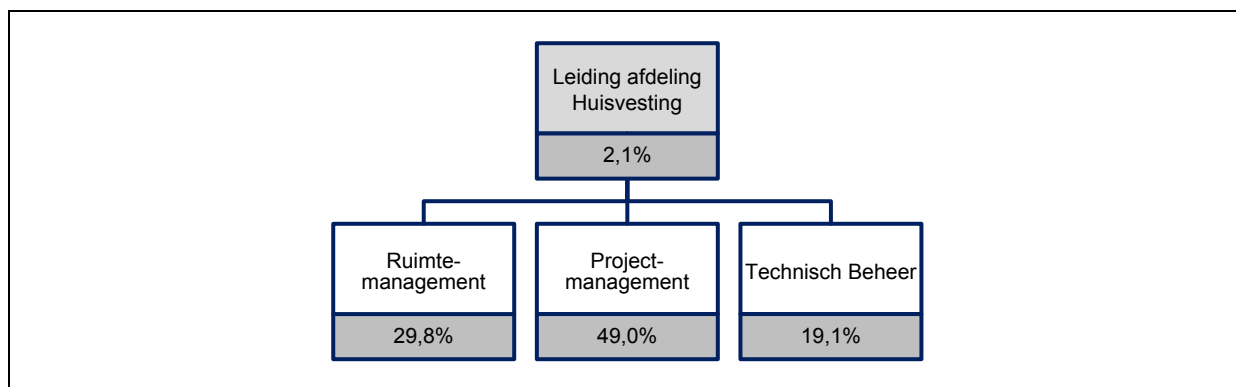 Leiding afdeling
Huisvesting
2,1%
Ruimte-
management
29,8%
Project-
management
49,0%
Technisch Beheer
19,1%